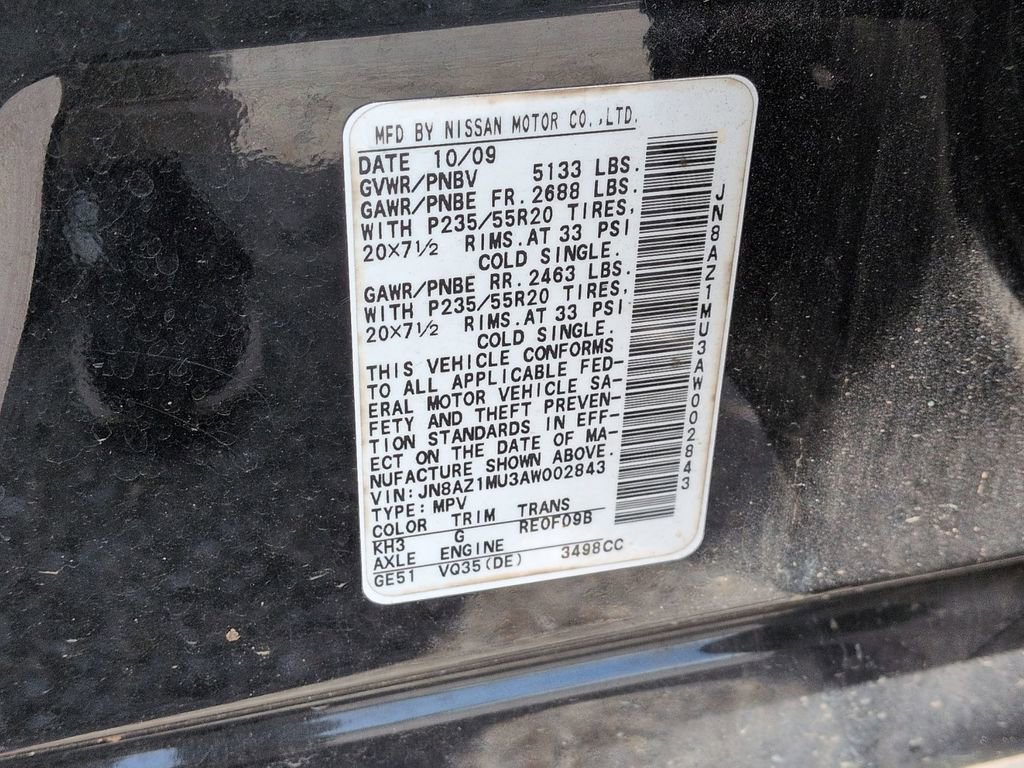 MFD BY NISSAN MOTOR CO.,LTD.
DATE 10/09
GVWR/PNBV 5133 LBS.
GAWR/PNBE FR. 2688 LBS.
WITH P235/55R20 TIRES,
20×7½ RIMS. AT 33 PSI
COLD SINGLE.
GAWR/PNBE RR. 2463 LBS.
WITH P235/55R20 TIRES,
20×7½ RIMS. AT 33 PSI
COLD SINGLE.
THIS VEHICLE CONFORMS
TO ALL APPLICABLE FED-
ERAL MOTOR VEHICLE SA-
FETY AND THEFT PREVEN-
TION STANDARDS IN EFF-
ECT ON THE DATE OF MA-
NUFACTURE SHOWN ABOVE.
VIN: JN8AZ1MU3AW002843
TYPE: MPV
COLOR TRIM TRANS
KH3 G RE0F09B
AXLE ENGINE
GE51 VQ35(DE) 3498CC
JN8AZ1MU3AW002843